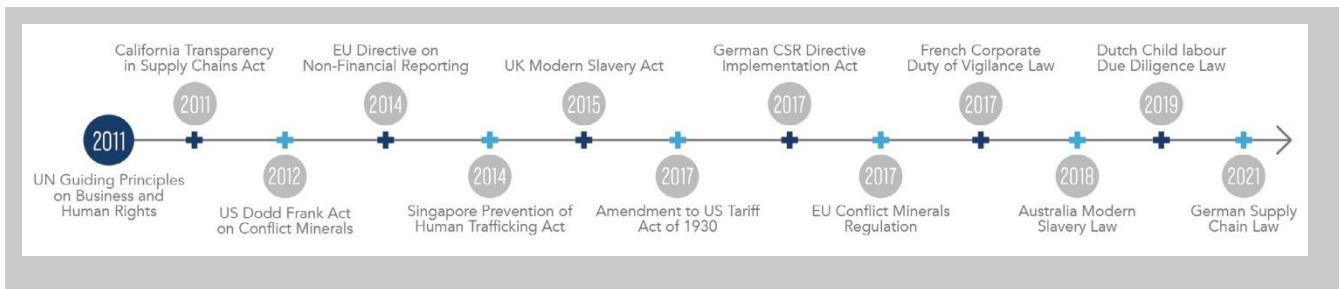 2011
UN Guiding Principles
on Business and
Human Rights
California Transparency
in Supply Chains Act
2011
2012
US Dodd Frank Act
on Conflict Minerals
EU Directive on
Non-Financial Reporting
2014
2014
Singapore Prevention of
Human Trafficking Act
UK Modern Slavery Act
2015
2017
Amendment to US Tariff
Act of 1930
German CSR Directive
Implementation Act
2017
2017
EU Conflict Minerals
Regulation
French Corporate
Duty of Vigilance Law
2017
2018
Australia Modern
Slavery Law
Dutch Child labour
Due Diligence Law
2019
2021
German Supply
Chain Law